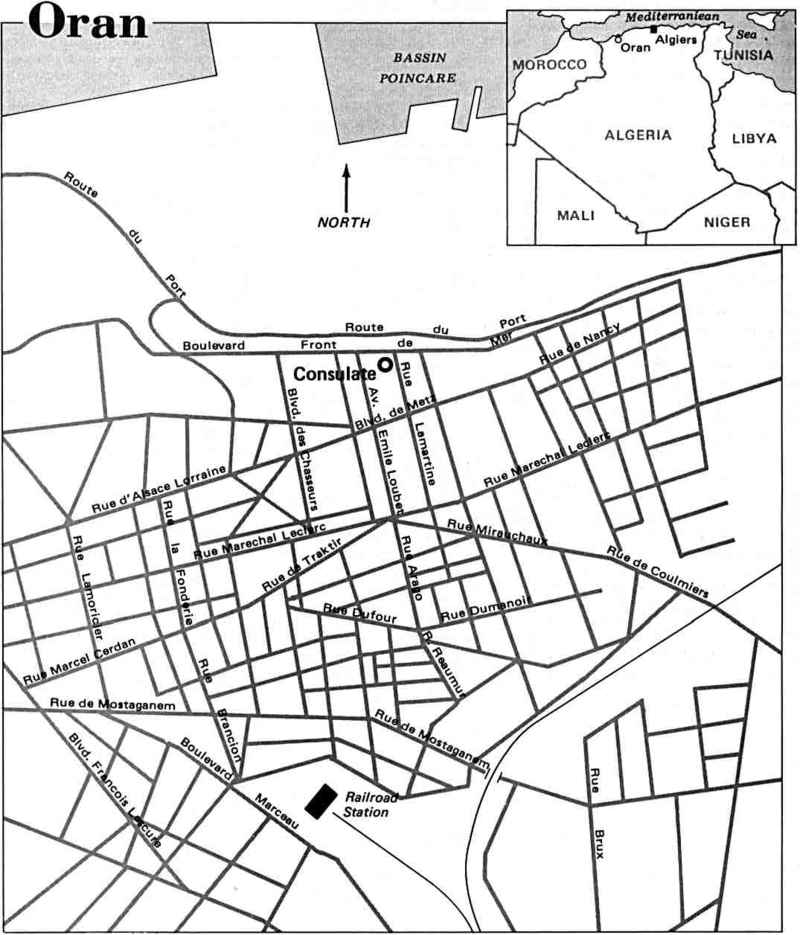 Oran
BASSIN
POINCARE
NORTH
Mediterranean
Sea
Oran
Algiers
MOROCCO
TUNISIA
ALGERIA
LIBYA
MALI
NIGER
Route du Port
Route du Port
Boulevard Front de Mer
Consulate
Rue de Nancy
Blvd. des Chasseurs
Av. Emile Loubet
Rue Lamartine
Blvd. de Metz
Rue d'Alsace Lorraine
Rue Marechal Leclerc
Rue Marechal Leclerc
Rue Mirauchaux
Rue de Coulmiers
Rue la Fonderie
Rue Lamoricier
Rue de Traktir
Rue Arago
Rue Dufour
Rue Dumanoir
R. Reaumur
Rue Marcel Cerdan
Rue de Mostaganem
Rue de Mostaganem
Rue Brancion
Boulevard Marceau
Railroad
Station
Rue Brux